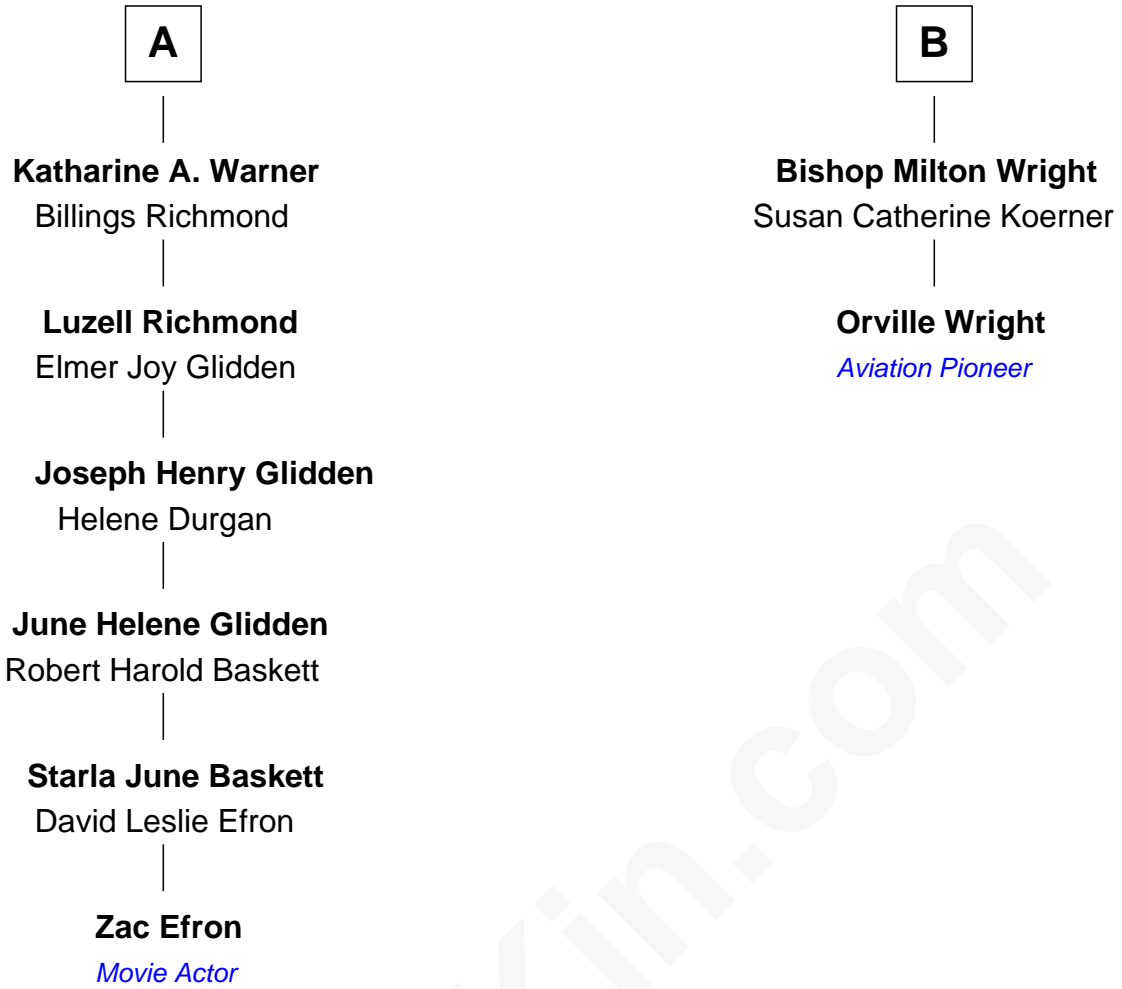 A
Katharine A. Warner
Billings Richmond
Luzell Richmond
Elmer Joy Glidden
Joseph Henry Glidden
Helene Durgan
June Helene Glidden
Robert Harold Baskett
Starla June Baskett
David Leslie Efron
Zac Efron
Movie Actor
B
Bishop Milton Wright
Susan Catherine Koerner
Orville Wright
Aviation Pioneer
Kin.com